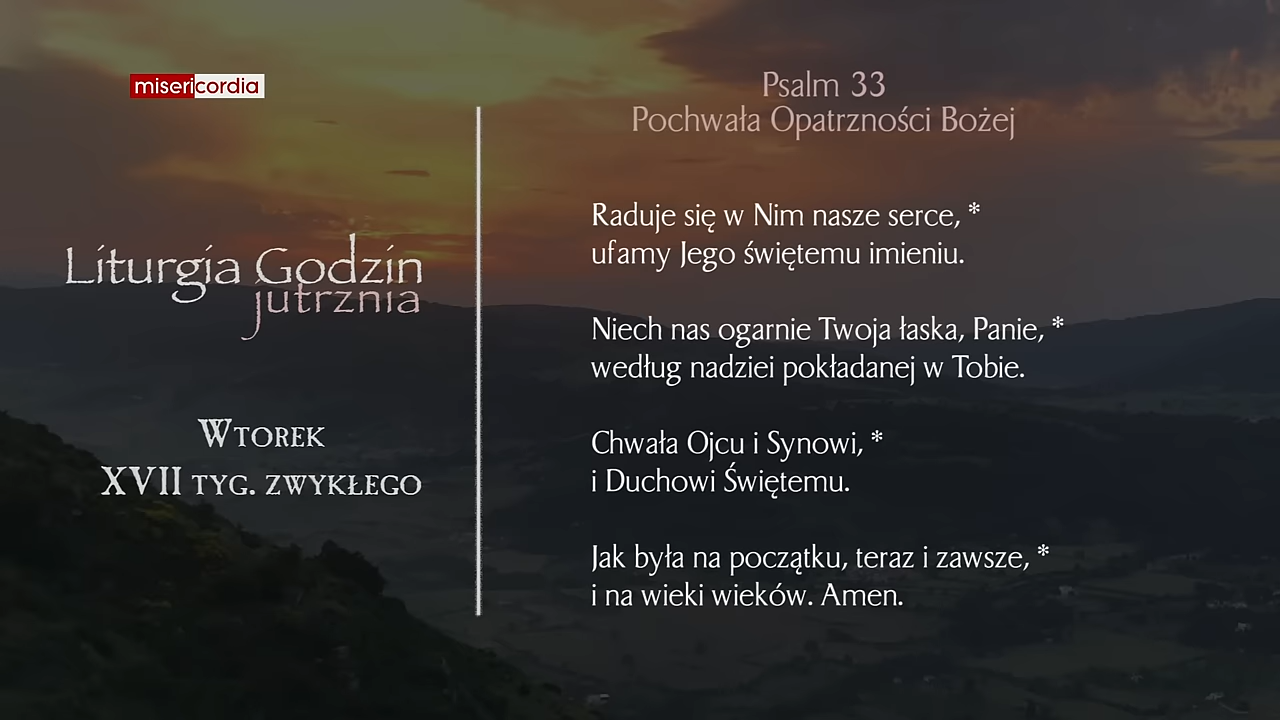 misericordia
Liturgia Godzin
jutrznia
Wtorek
XVII tyg. zwykłego
Psalm 33
Pochwała Opatrzności Bożej
Raduje się w Nim nasze serce, *
ufamy Jego świętemu imieniu.
Niech nas ogarnie Twoja łaska, Panie, *
według nadziei pokładanej w Tobie.
Chwała Ojcu i Synowi, *
i Duchowi Świętemu.
Jak była na początku, teraz i zawsze, *
i na wieki wieków. Amen.